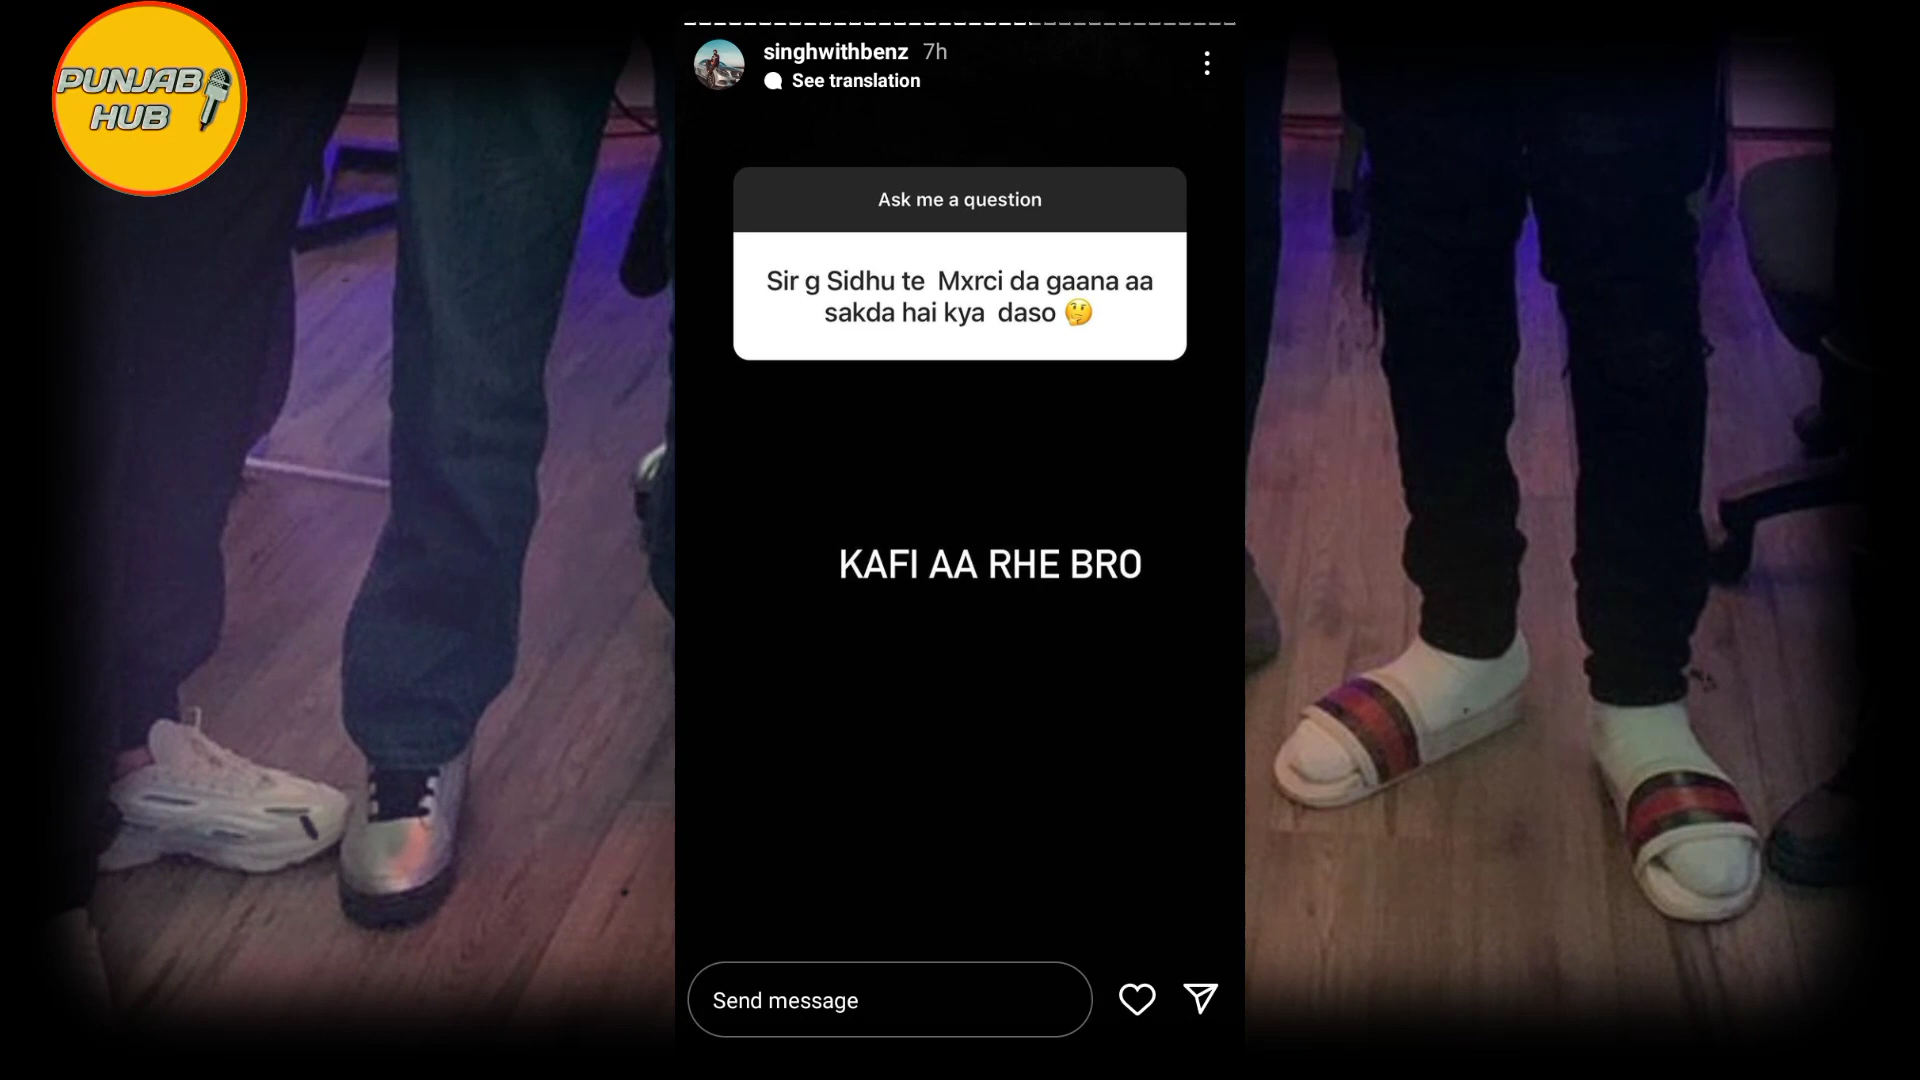 PUNJAB
HUB
singhwithbenz 7h
See translation
Ask me a question
Sir g Sidhu te Mxrci da gaana aa
sakda hai kya daso 🤔
KAFI AA RHE BRO
Send message